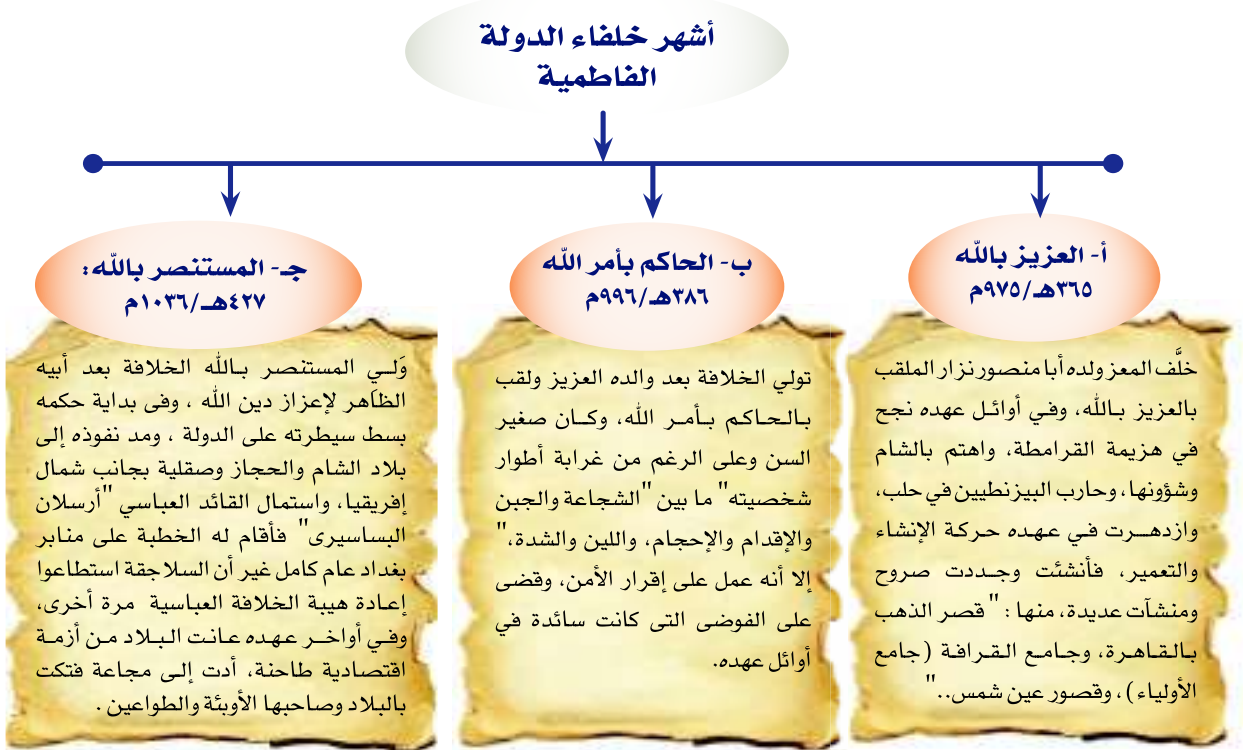 أشهر خلفاء الدولة
الفاطمية
أ- العزيز بالله
٣٦٥هـ/٩٧٥م
خلَّف المعز ولده أبا منصور نزار الملقب
بالعزيز بالله، وفي أوائل عهده نجح
في هزيمة القرامطة، واهتم بالشام
وشؤونها، وحارب البيزنطيين في حلب،
وازدهرت في عهده حركة الإنشاء
والتعمير، فأنشئت وجددت صروح
ومنشآت عديدة، منها: "قصر الذهب
بالقاهرة، وجامع القرافة (جامع
الأولياء)، وقصور عين شمس.."
ب- الحاكم بأمر الله
٣٨٦هـ/٩٩٦م
تولي الخلافة بعد والده العزيز ولقب
بالحاكم بأمر الله، وكان صغير
السن وعلى الرغم من غرابة أطوار
شخصيته" ما بين "الشجاعة والجبن
والإقدام والإحجام، واللين والشدة،"
إلا أنه عمل على إقرار الأمن، وقضى
على الفوضى التى كانت سائدة في
أوائل عهده.
جـ- المستنصر بالله:
٤٢٧هـ/١٠٣٦م
وَلي المستنصر بالله الخلافة بعد أبيه
الظاهر لإعزاز دين الله ، وفى بداية حكمه
بسط سيطرته على الدولة ، ومد نفوذه إلى
بلاد الشام والحجاز وصقلية بجانب شمال
إفريقيا، واستمال القائد العباسي "أرسلان
البساسيرى" فأقام له الخطبة على منابر
بغداد عام كامل غير أن السلاجقة استطاعوا
إعادة هيبة الخلافة العباسية مرة أخرى،
وفي أواخر عهده عانت البلاد من أزمة
اقتصادية طاحنة، أدت إلى مجاعة فتكت
بالبلاد وصاحبها الأوبئة والطواعين .